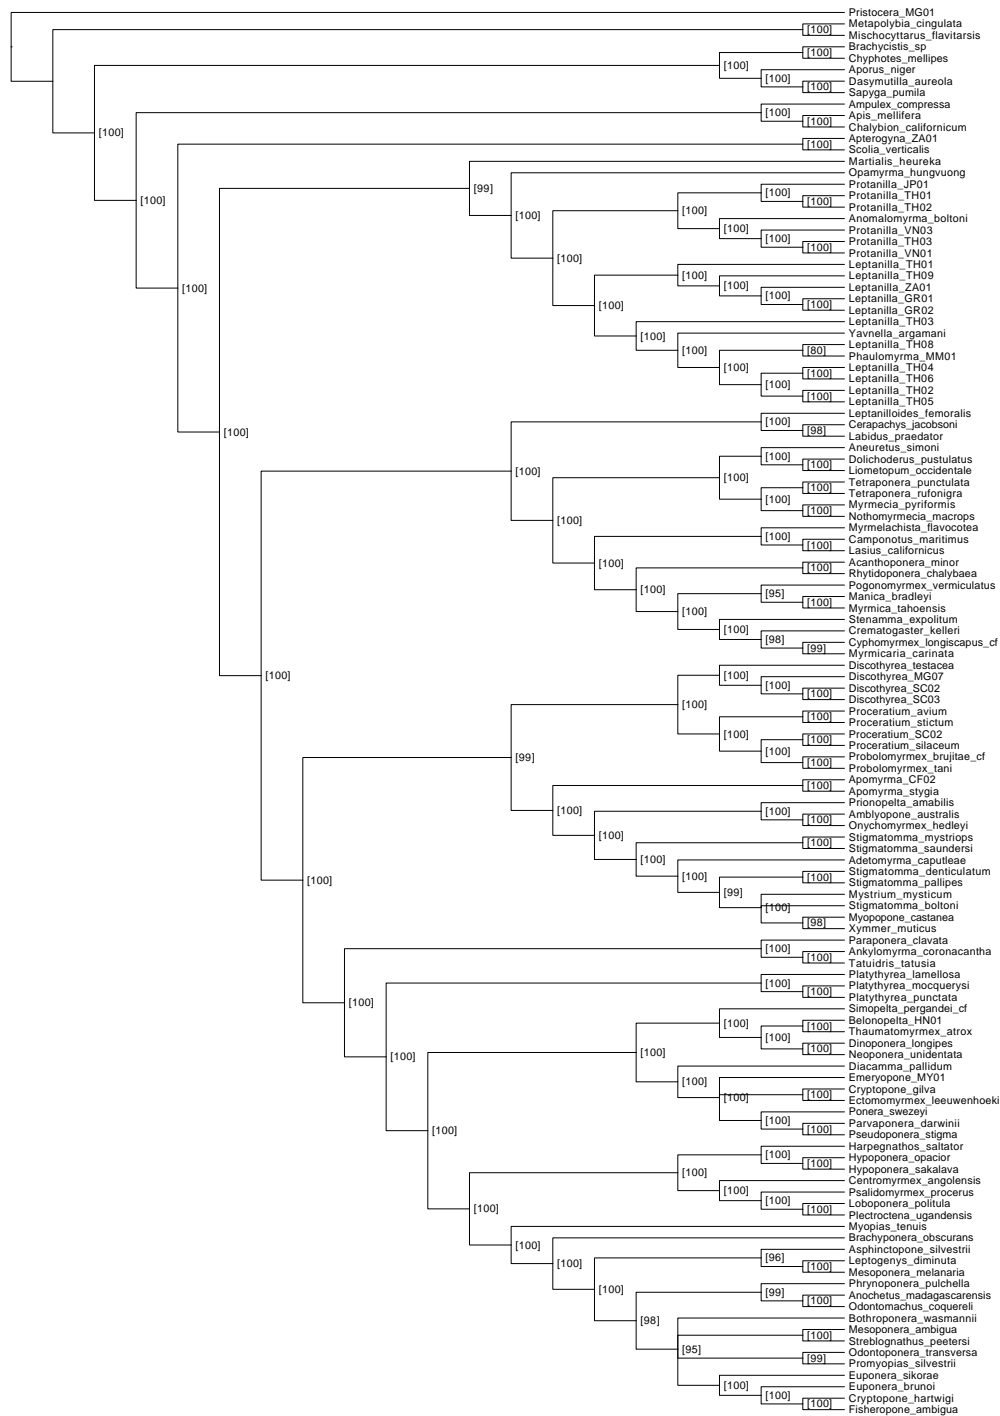 Pristocera_MG01
Metapolybia_cingulata
[100]
Mischocyttarus_flavitarsis
Brachycistis_sp
[100]
Chyphotes_mellipes
[100]
Aporus_niger
[100]
Dasymutilla_aureola
[100]
Sapyga_pumila
Ampulex_compressa
[100]
Apis_mellifera
[100]
Chalybion_californicum
[100]
Apterogyna_ZA01
[100]
Scolia_verticalis
Martialis_heureka
Opamyrma_hungvuong
Protanilla_JP01
[99]
[100]
Protanilla_TH01
[100]
[100]
Protanilla_TH02
[100]
[100]
Anomalomyrma_boltoni
[100]
Protanilla_VN03
[100]
Protanilla_TH03
[100]
Protanilla_VN01
[100]
Leptanilla_TH01
[100]
Leptanilla_TH09
[100]
Leptanilla_ZA01
[100]
[100]
Leptanilla_GR01
[100]
[100]
Leptanilla_GR02
Leptanilla_TH03
Yavnella_argamani
[100]
Leptanilla_TH08
[100]
[80]
Phaulomyrma_MM01
[100]
Leptanilla_TH04
[100]
Leptanilla_TH06
[100]
Leptanilla_TH02
[100]
Leptanilla_TH05
Leptanilloides_femoralis
[100]
Cerapachys_jacobsoni
[98]
Labidus_praedator
[100]
Aneuretus_simoni
[100]
Dolichoderus_pustulatus
[100]
Liometopum_occidentale
[100]
Tetraponera_punctulata
[100]
Tetraponera_rufonigra
[100]
Myrmecia_pyriformis
[100]
Nothomyrmecia_macrops
[100]
Myrmelachista_flavocotea
[100]
Camponotus_maritimus
[100]
Lasius_californicus
[100]
Acanthoponera_minor
[100]
Rhytidoponera_chalybaea
[100]
Pogonomyrmex_vermiculatus
[95]
Manica_bradleyi
[100]
[100]
Myrmica_tahoensis
Stenamma_expolitum
[100]
Crematogaster_kelleri
[98]
Cyphomyrmex_longiscapus_cf
[99]
Myrmicaria_carinata
Discothyrea_testacea
[100]
[100]
Discothyrea_MG07
[100]
Discothyrea_SC02
[100]
Discothyrea_SC03
[100]
Proceratium_avium
[100]
Proceratium_stictum
[100]
Proceratium_SC02
[100]
Proceratium_silaceum
[100]
Probolomyrmex_brujitae_cf
[99]
[100]
Probolomyrmex_tani
Apomyrma_CF02
[100]
Apomyrma_stygia
Prionopelta_amabilis
[100]
[100]
Amblyopone_australis
[100]
Onychomyrmex_hedleyi
[100]
Stigmatomma_mystriops
[100]
Stigmatomma_saundersi
[100]
Adetomyrma_caputleae
[100]
Stigmatomma_denticulatum
[100]
[100]
Stigmatomma_pallipes
[99]
Mystrium_mysticum
Stigmatomma_boltoni
[100]
Myopopone_castanea
[98]
Xymmer_muticus
Paraponera_clavata
[100]
Ankylomyrma_coronacantha
[100]
Tatuidris_tatusia
Platythyrea_lamellosa
[100]
Platythyrea_mocquerysi
[100]
Platythyrea_punctata
[100]
Simopelta_pergandei_cf
[100]
Belonopelta_HN01
[100]
Thaumatomyrmex_atrox
[100]
Dinoponera_longipes
[100]
Neoponera_unidentata
[100]
[100]
Diacamma_pallidum
[100]
Emeryopone_MY01
Cryptopone_gilva
[100]
[100]
Ectomomyrmex_leeuwenhoeki
Ponera_swezeyi
Parvaponera_darwinii
[100]
[100]
Pseudoponera_stigma
Harpegnathos_saltator
[100]
Hypoponera_opacior
[100]
Hypoponera_sakalava
[100]
Centromyrmex_angolensis
[100]
Psalidomyrmex_procerus
[100]
Loboponera_politula
[100]
[100]
Plectroctena_ugandensis
Myopias_tenuis
Brachyponera_obscurans
[100]
Asphinctopone_silvestrii
[96]
Leptogenys_diminuta
[100]
[100]
Mesoponera_melanaria
Phrynoponera_pulchella
[100]
[99]
Anochetus_madagascarensis
[100]
Odontomachus_coquereli
Bothroponera_wasmannii
[98]
Mesoponera_ambigua
[100]
Streblognathus_peetersi
[95]
Odontoponera_transversa
[99]
Promyopias_silvestrii
Euponera_sikorae
[100]
Euponera_brunoi
[100]
Cryptopone_hartwigi
[100]
Fisheropone_ambigua